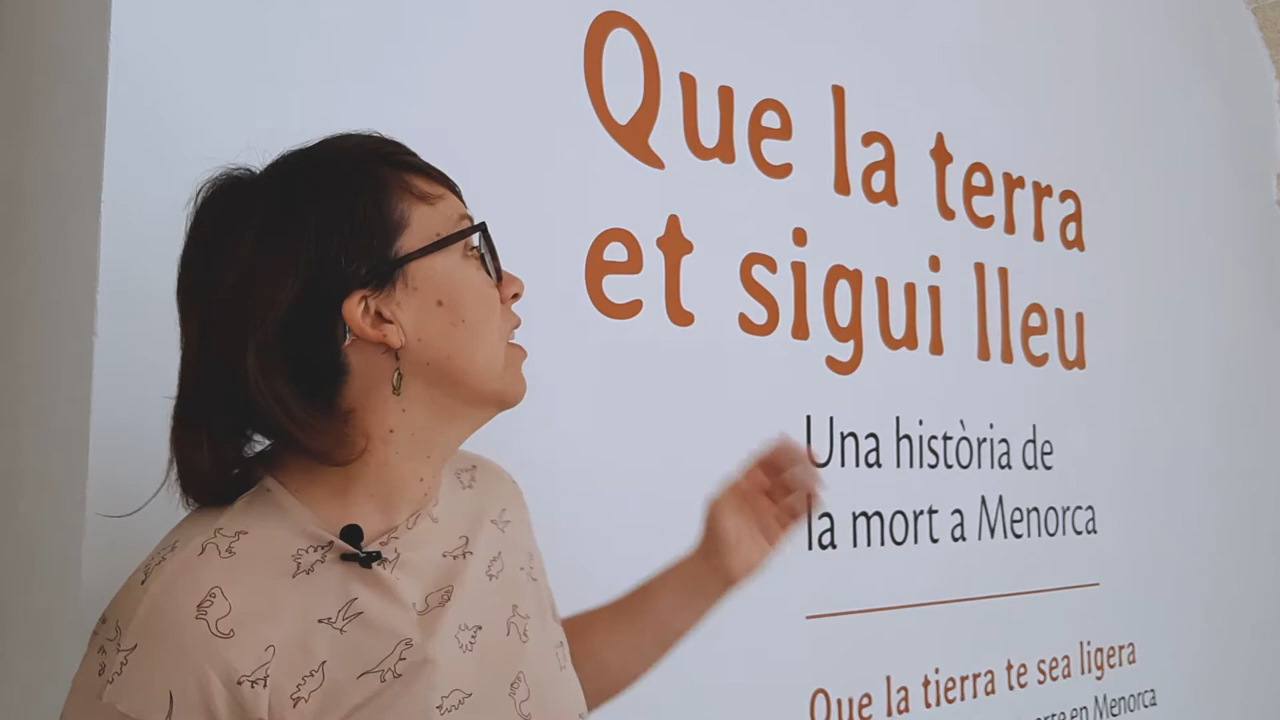 Que la terra
et sigui lleu
Una història de
la mort a Menorca
Que la tierra te sea ligera
en Menorca